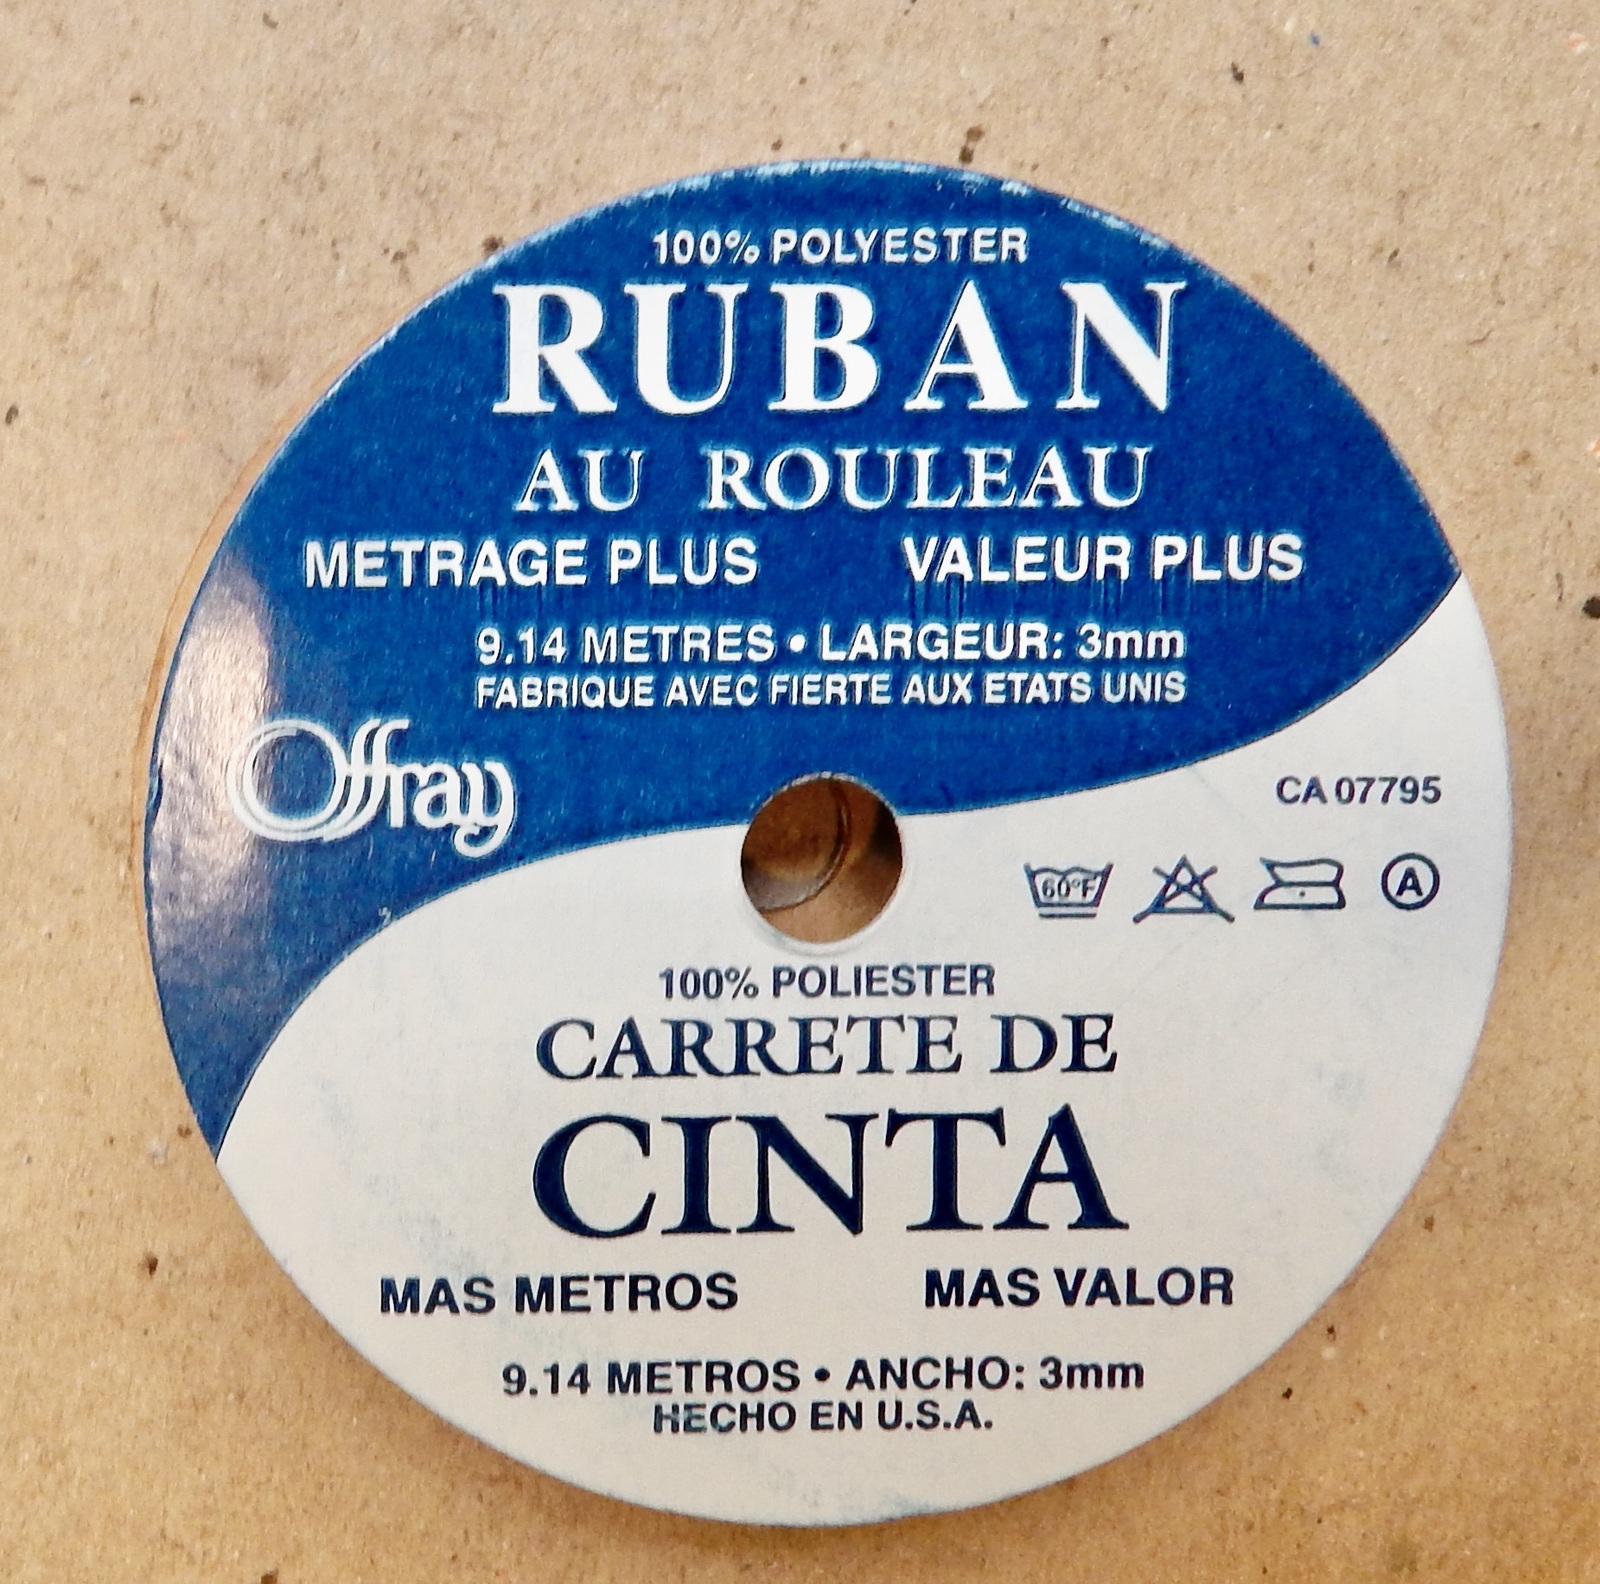 100% POLYESTER
RUBAN
AU ROULEAU
METRAGE PLUS VALEUR PLUS
9.14 METRES • LARGEUR: 3mm
FABRIQUE AVEC FIERTE AUX ETATS UNIS
Offray
CA 07795
60°F A
100% POLIESTER
CARRETE DE
CINTA
MAS METROS MAS VALOR
9.14 METROS • ANCHO: 3mm
HECHO EN U.S.A.